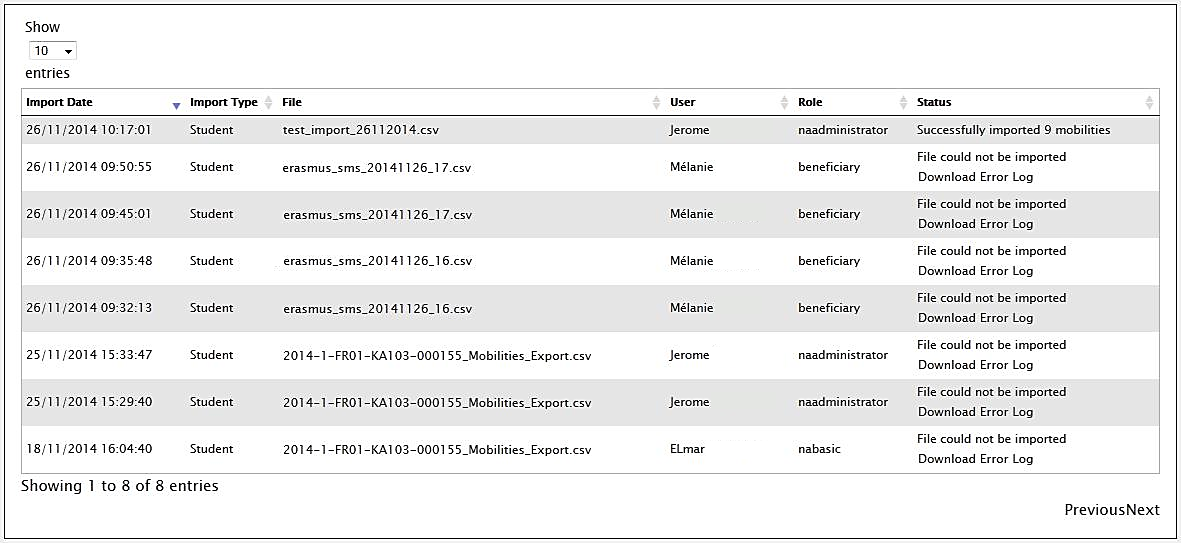 Show
10
entries
Import Date Import Type File User Role Status
26/11/2014 10:17:01 Student test_import_26112014.csv Jerome naadministrator Successfully imported 9 mobilities
26/11/2014 09:50:55 Student erasmus_sms_20141126_17.csv Mélanie beneficiary File could not be imported
Download Error Log
26/11/2014 09:45:01 Student erasmus_sms_20141126_17.csv Mélanie beneficiary File could not be imported
Download Error Log
26/11/2014 09:35:48 Student erasmus_sms_20141126_16.csv Mélanie beneficiary File could not be imported
Download Error Log
26/11/2014 09:32:13 Student erasmus_sms_20141126_16.csv Mélanie beneficiary File could not be imported
Download Error Log
25/11/2014 15:33:47 Student 2014-1-FR01-KA103-000155_Mobilities_Export.csv Jerome naadministrator File could not be imported
Download Error Log
25/11/2014 15:29:40 Student 2014-1-FR01-KA103-000155_Mobilities_Export.csv Jerome naadministrator File could not be imported
Download Error Log
18/11/2014 16:04:40 Student 2014-1-FR01-KA103-000155_Mobilities_Export.csv ELmar nabasic File could not be imported
Download Error Log
Showing 1 to 8 of 8 entries
PreviousNext